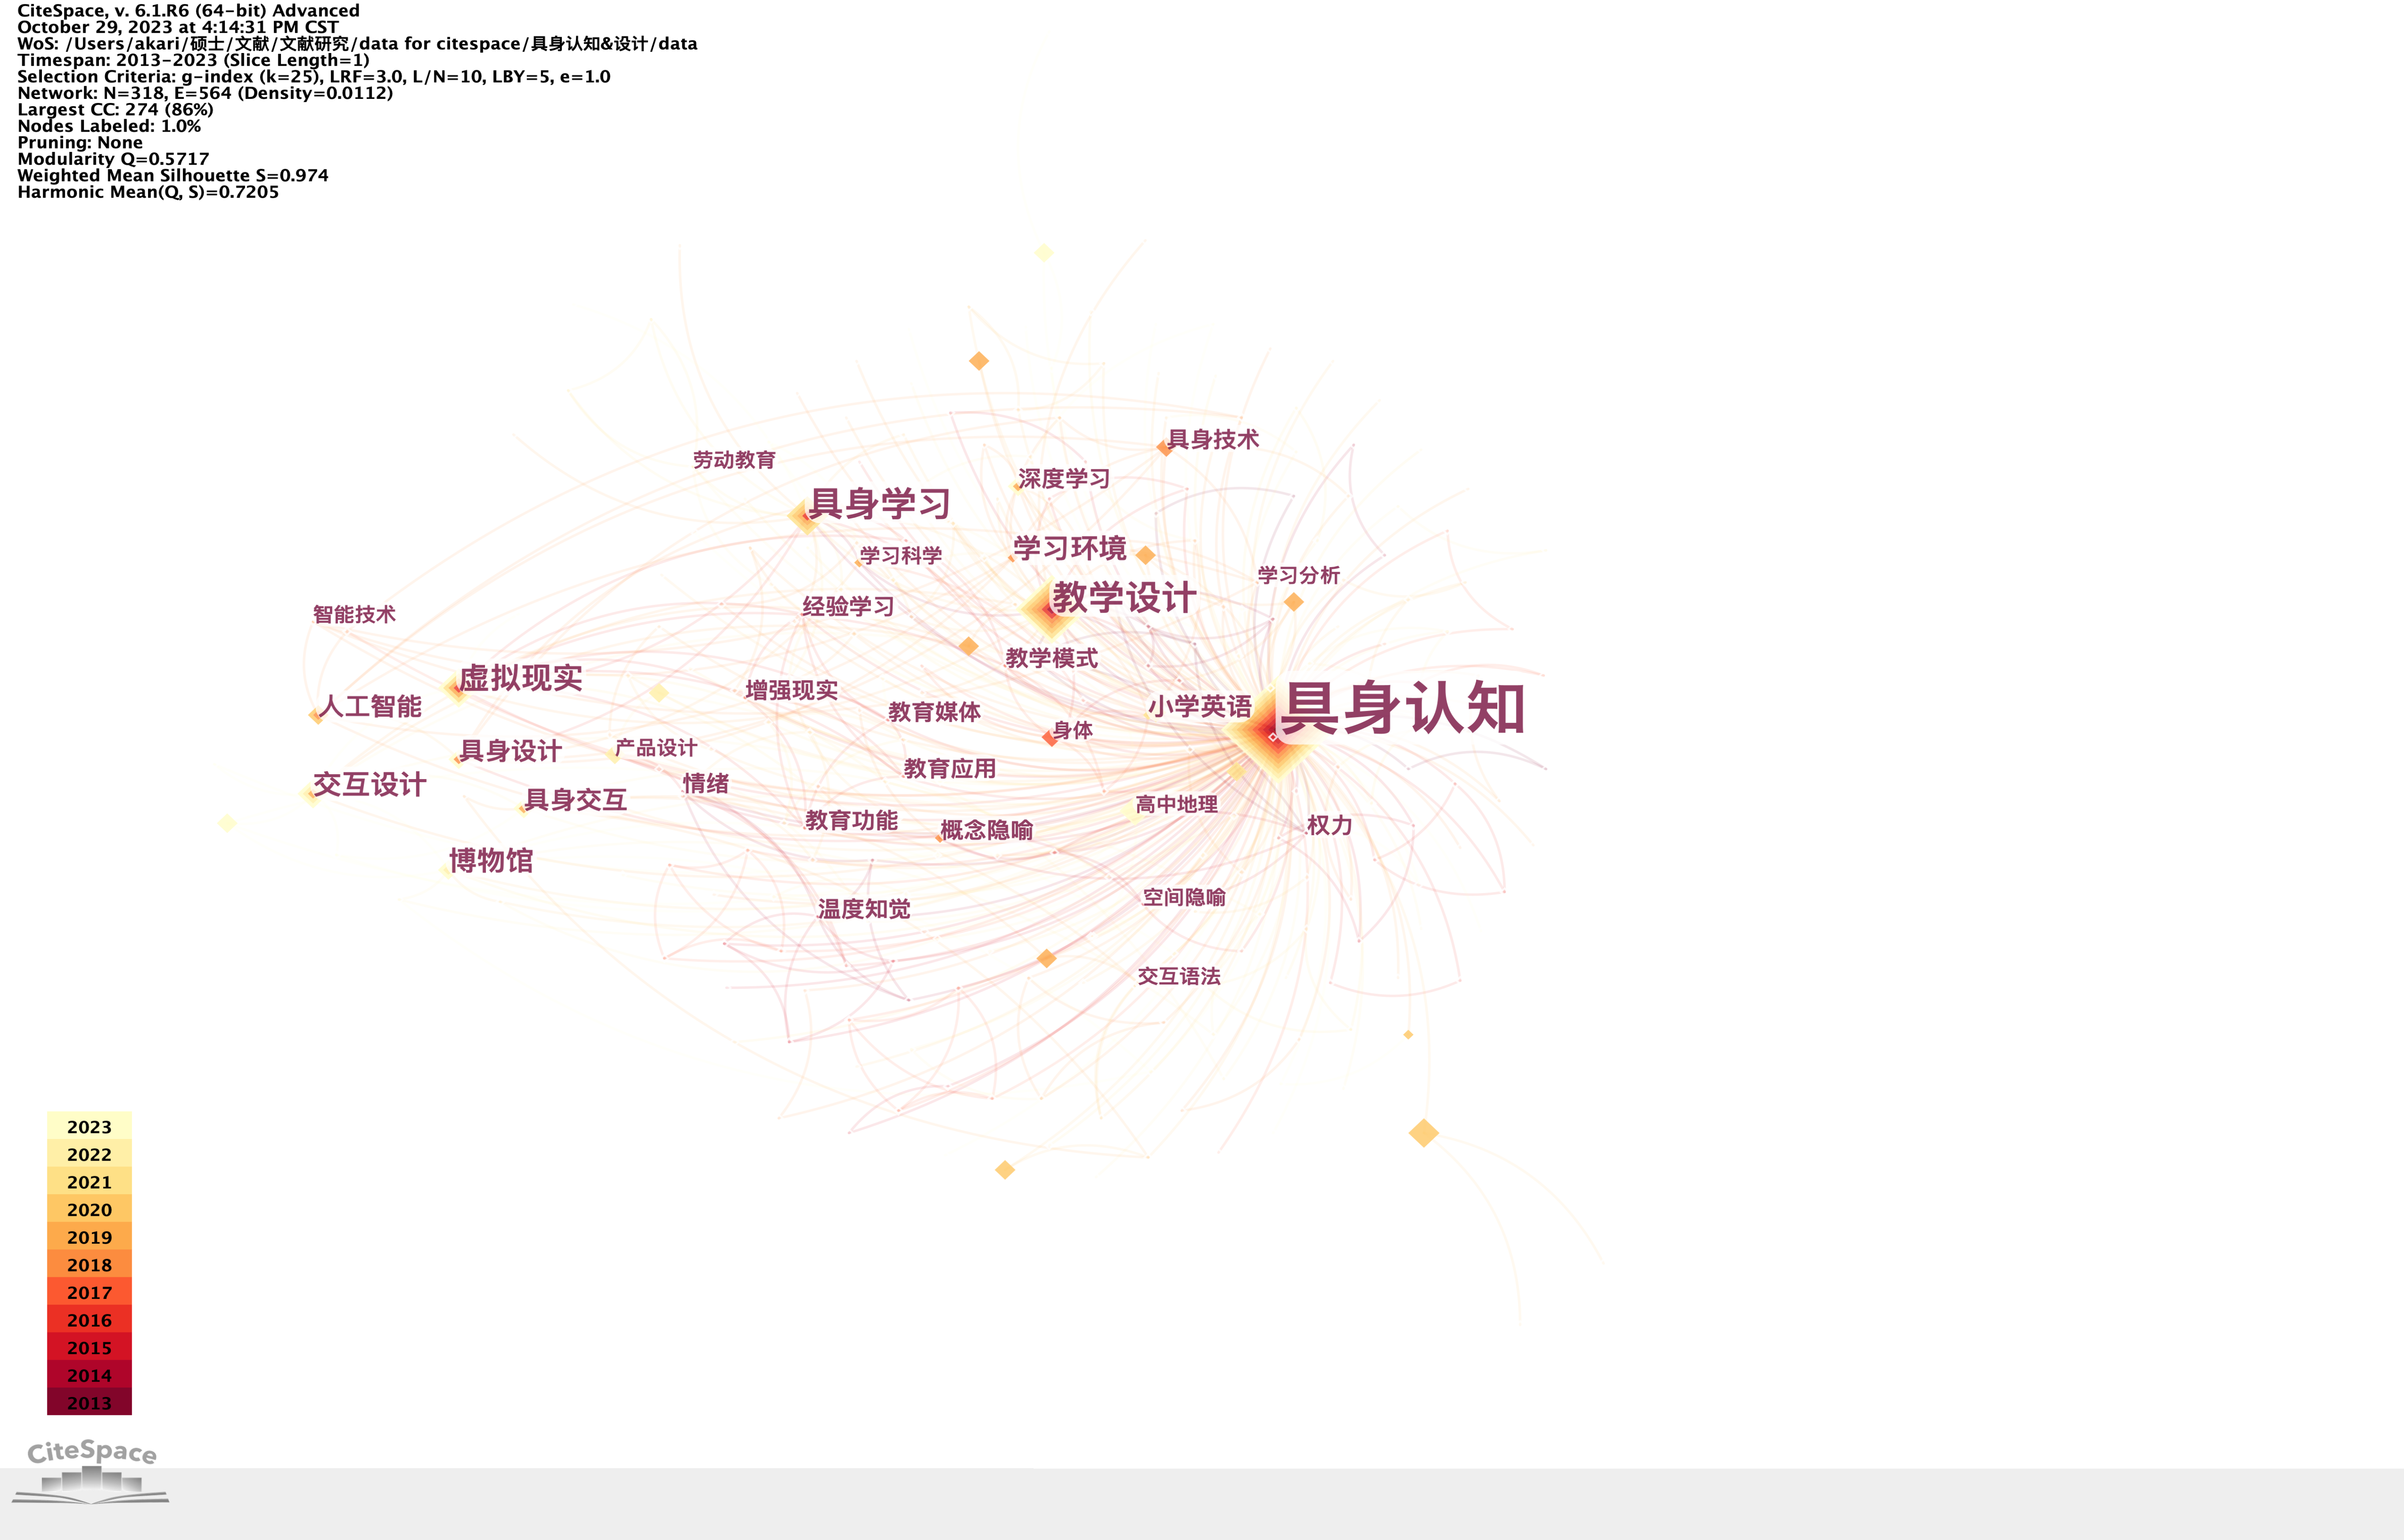 CiteSpace, v. 6.1.R6 (64-bit) Advanced
October 29, 2023 at 4:14:31 PM CST
WoS: /Users/akari/硕士/文献/文献研究/data for citespace/具身认知&设计/data
Timespan: 2013-2023 (Slice Length=1)
Selection Criteria: g-index (k=25), LRF=3.0, L/N=10, LBY=5, e=1.0
Network: N=318, E=564 (Density=0.0112)
Largest CC: 274 (86%)
Nodes Labeled: 1.0%
Pruning: None
Modularity Q=0.5717
Weighted Mean Silhouette S=0.974
Harmonic Mean(Q, S)=0.7205
具身技术
劳动教育
深度学习
具身学习
学习环境
学习科学
学习分析
教学设计
经验学习
智能技术
教学模式
虚拟现实
增强现实
人工智能
小学英语
具身认知
教育媒体
身体
具身设计
产品设计
教育应用
交互设计
情绪
具身交互
高中地理
教育功能
概念隐喻
权力
博物馆
空间隐喻
温度知觉
交互语法
2023
2022
2021
2020
2019
2018
2017
2016
2015
2014
2013
CiteSpace